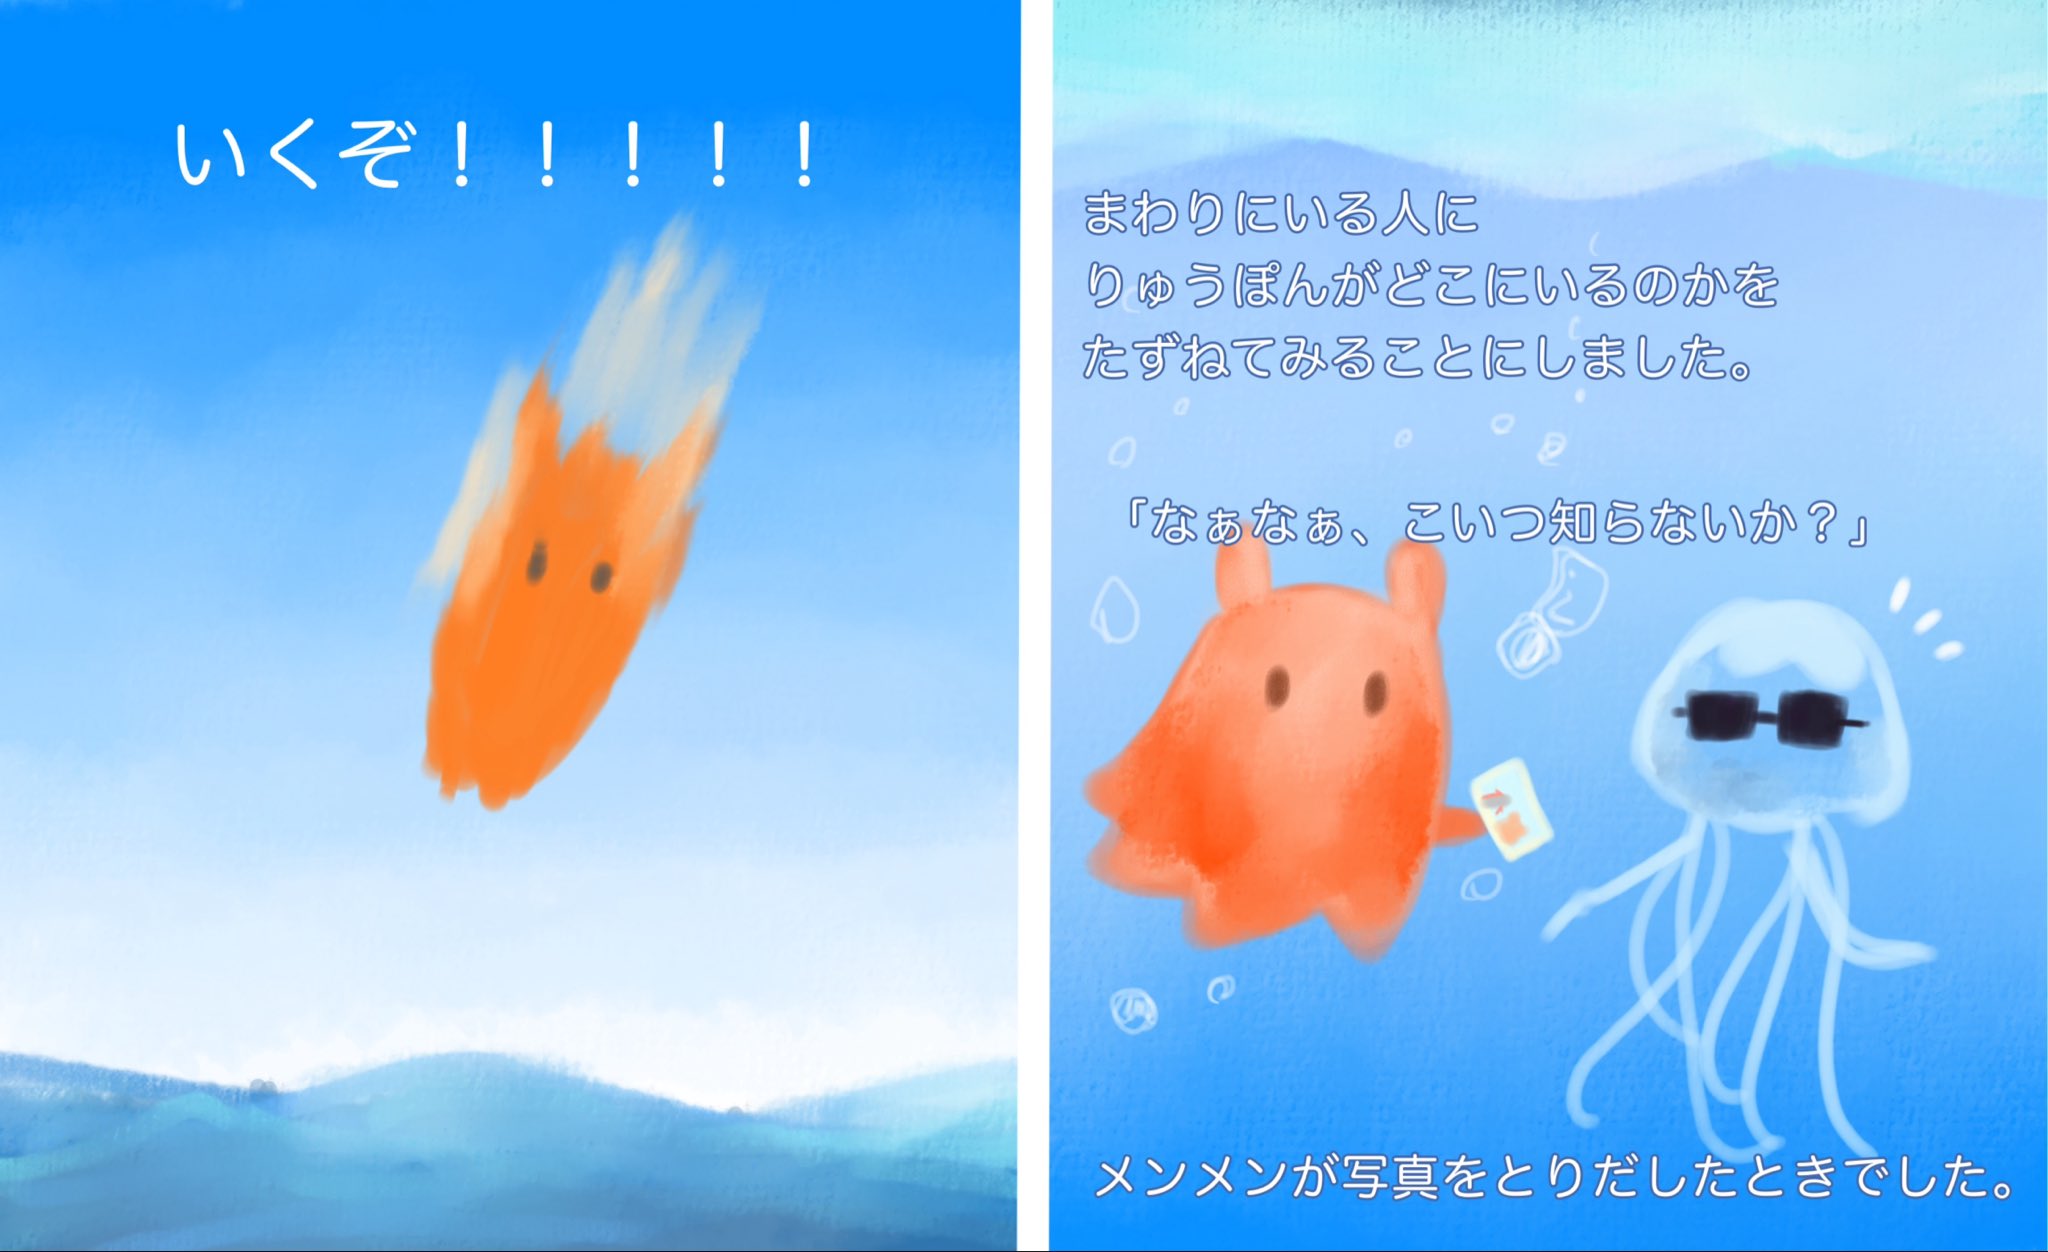 いくぞ！！！！！
まわりにいる人に
りゅうぽんがどこにいるのかを
たずねてみることにしました。
「なぁなぁ、こいつ知らないか？」
メンメンが写真をとりだしたときでした。